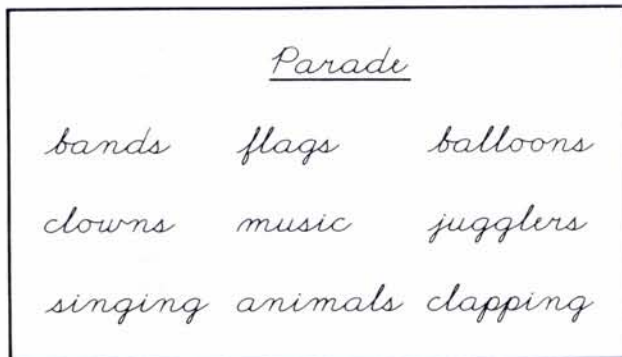 Parade
bands flags balloons
clowns music jugglers
singing animals clapping